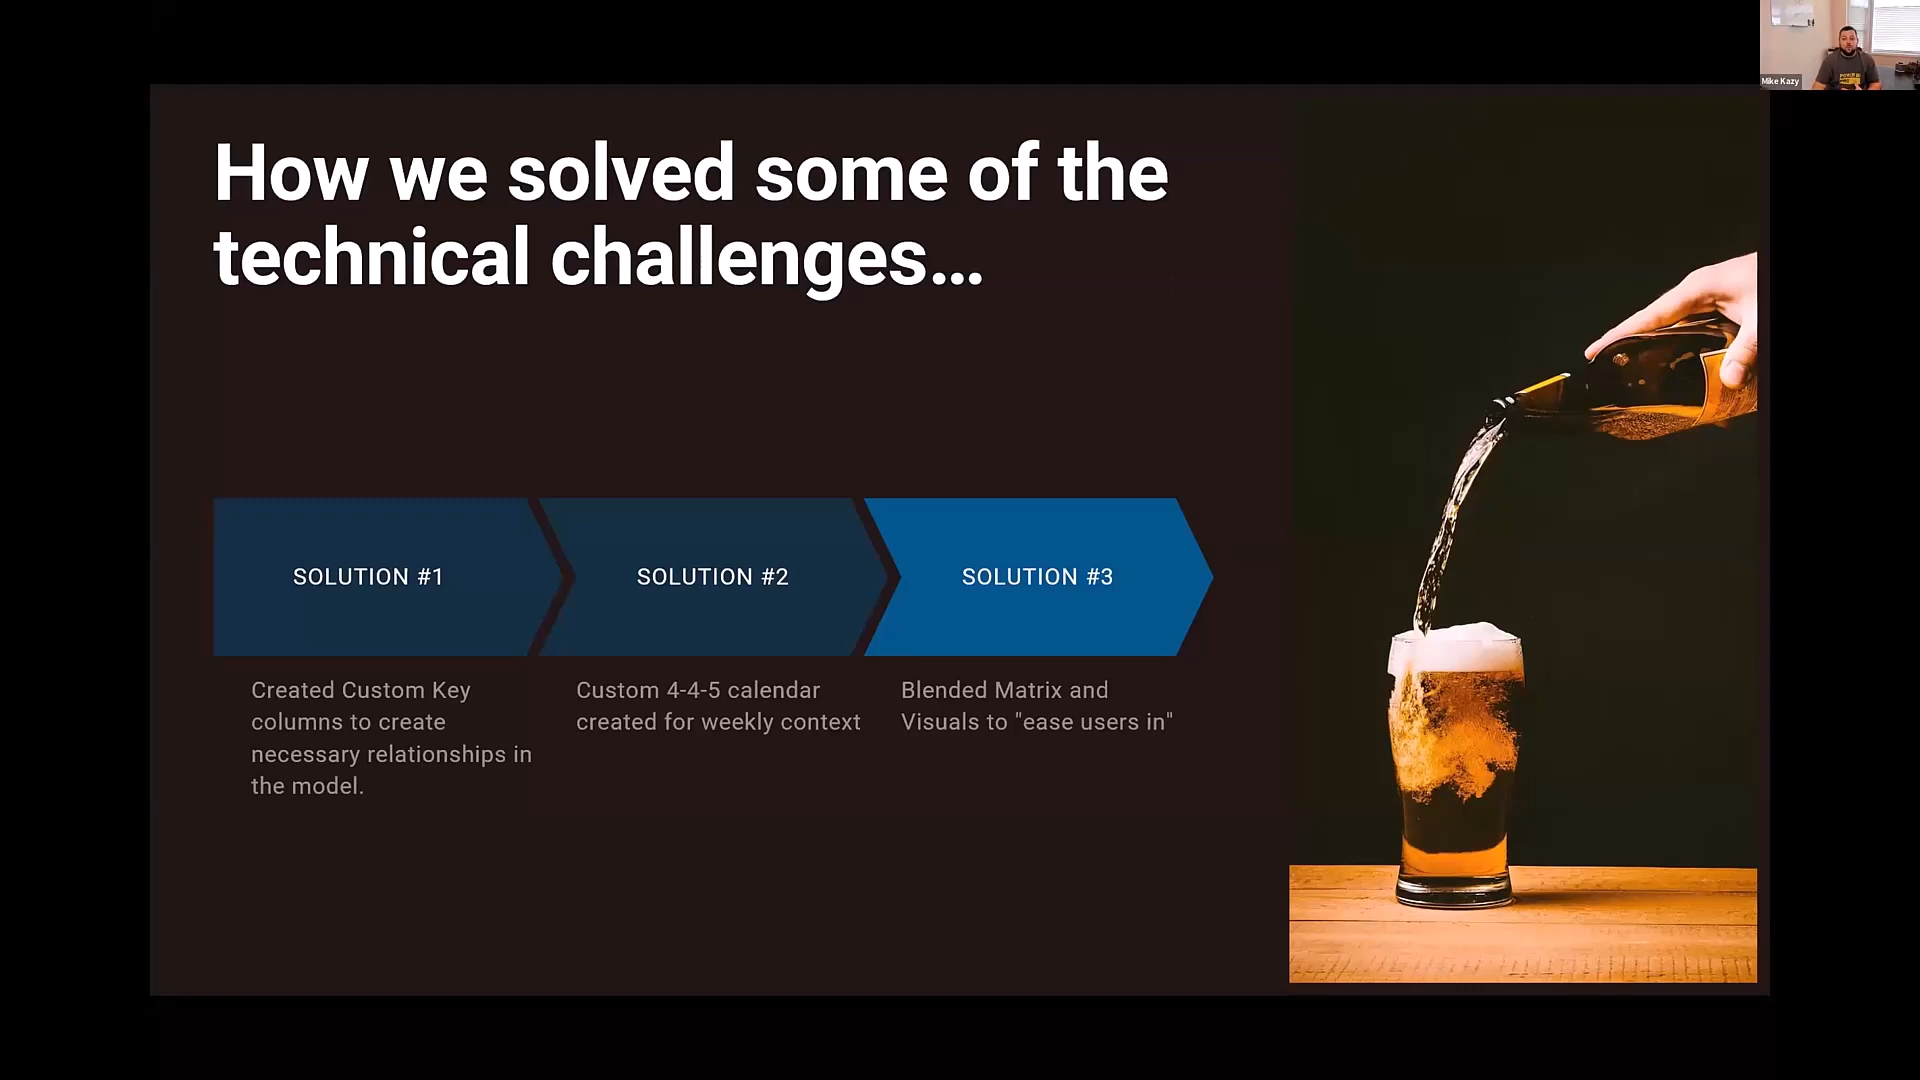 Mike Kazy
How we solved some of the
technical challenges...
SOLUTION #1
SOLUTION #2
SOLUTION #3
Created Custom Key
columns to create
necessary relationships in
the model.
Custom 4-4-5 calendar
created for weekly context
Blended Matrix and
Visuals to "ease users in"